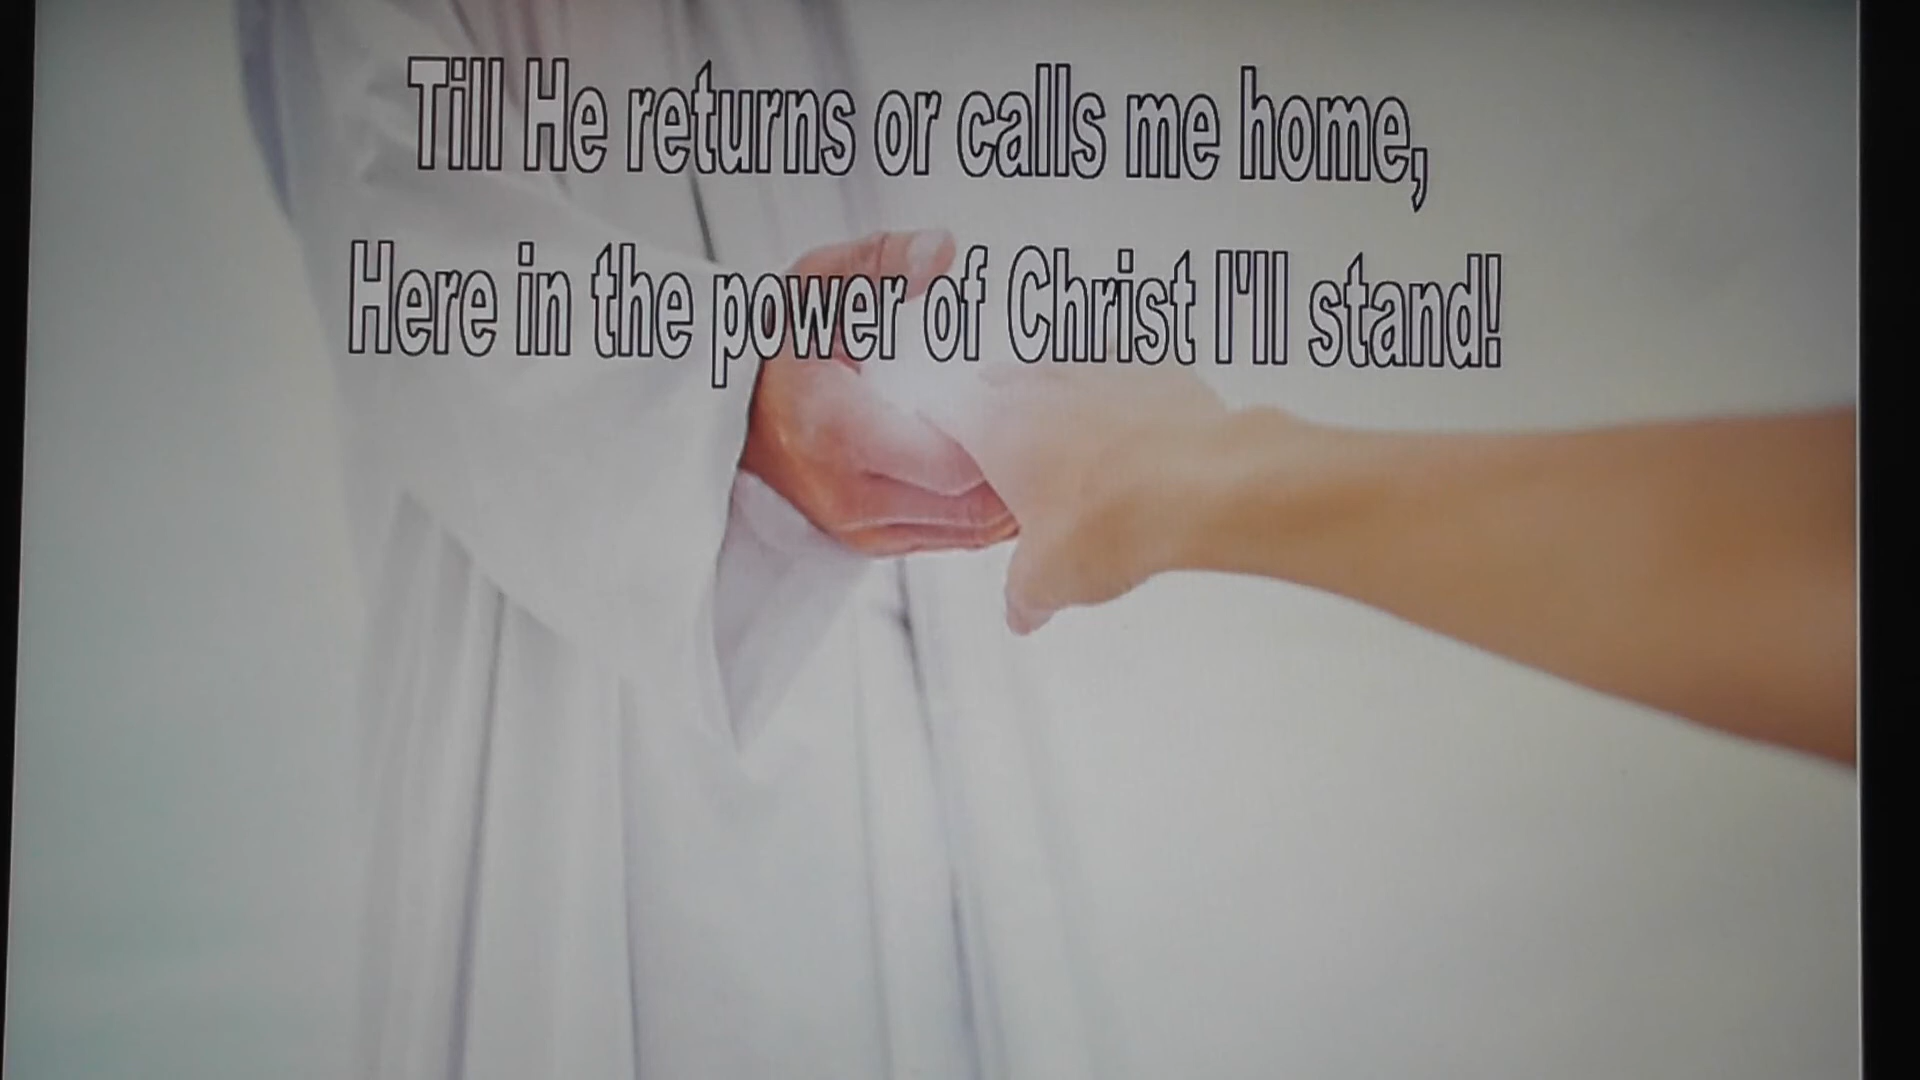 Till He returns or calls me home,
Here in the power of Christ I'll stand!